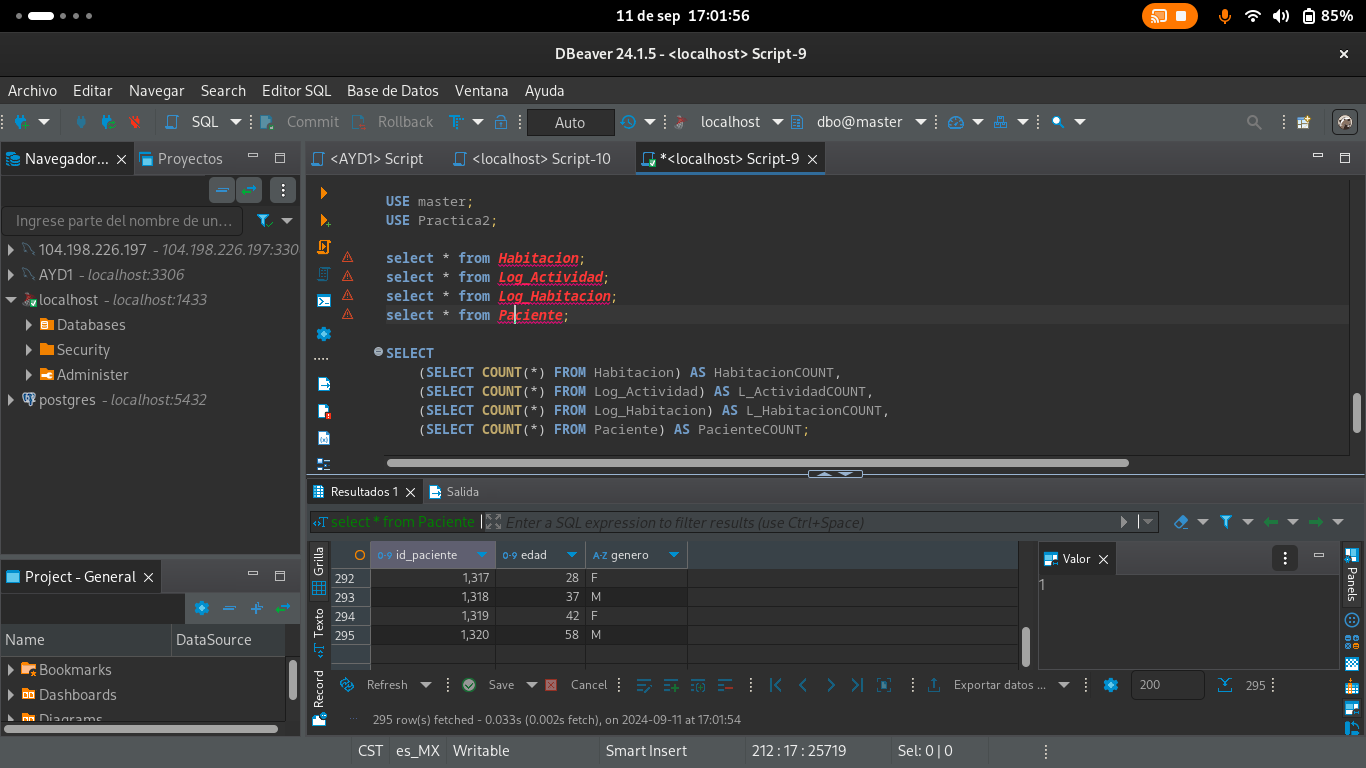 11 de sep 17:01:56
85%
DBeaver 24.1.5 - <localhost> Script-9
Archivo Editar Navegar Search Editor SQL Base de Datos Ventana Ayuda
SQL Commit Rollback Auto localhost dbo@master
Navegador... Proyectos
Ingrese parte del nombre de un...
104.198.226.197 - 104.198.226.197:330
AYD1 - localhost:3306
localhost - localhost:1433
Databases
Security
Administer
postgres - localhost:5432
Project - General
Name DataSource
Bookmarks
Dashboards
Diagrams
<AYD1> Script <localhost> Script-10 *<localhost> Script-9
USE master;
USE Practica2;
select * from Habitacion;
select * from Log_Actividad;
select * from Log_Habitacion;
select * from Paciente;
SELECT
(SELECT COUNT(*) FROM Habitacion) AS HabitacionCOUNT,
(SELECT COUNT(*) FROM Log_Actividad) AS L_ActividadCOUNT,
(SELECT COUNT(*) FROM Log_Habitacion) AS L_HabitacionCOUNT,
(SELECT COUNT(*) FROM Paciente) AS PacienteCOUNT;
Resultados 1 Salida
select * from Paciente Enter a SQL expression to filter results (use Ctrl+Space)
Grilla
Texto
Record
id_paciente edad genero
292 1,317 28 F
293 1,318 37 M
294 1,319 42 F
295 1,320 58 M
Valor
1
Panels
Refresh Save Cancel Exportar datos ... 200 295
295 row(s) fetched - 0.033s (0.002s fetch), on 2024-09-11 at 17:01:54
CST es_MX Writable Smart Insert 212 : 17 : 25719 Sel: 0 | 0